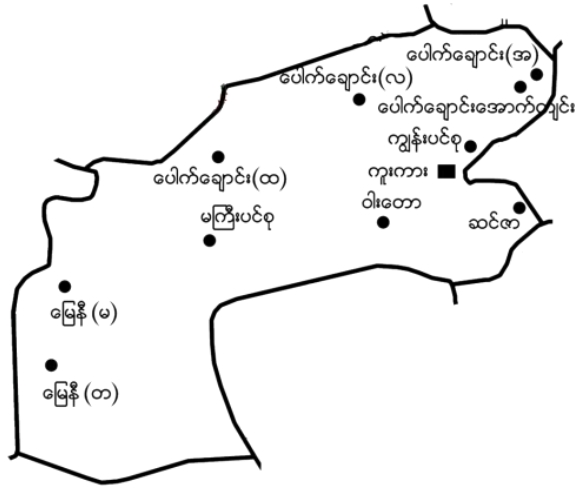 ပေါက်ချောင်း(အ)
ပေါက်ချောင်း(လ)
ပေါက်ချောင်းအောက်တျင်း
ကျွန်းပင်စု
ကူးကား
ပေါက်ချောင်း(ထ)
ဝါးတော
မကြီးပင်စု
ဆင်ဇာ
မြေနီ (မ)
မြေနီ (တ)